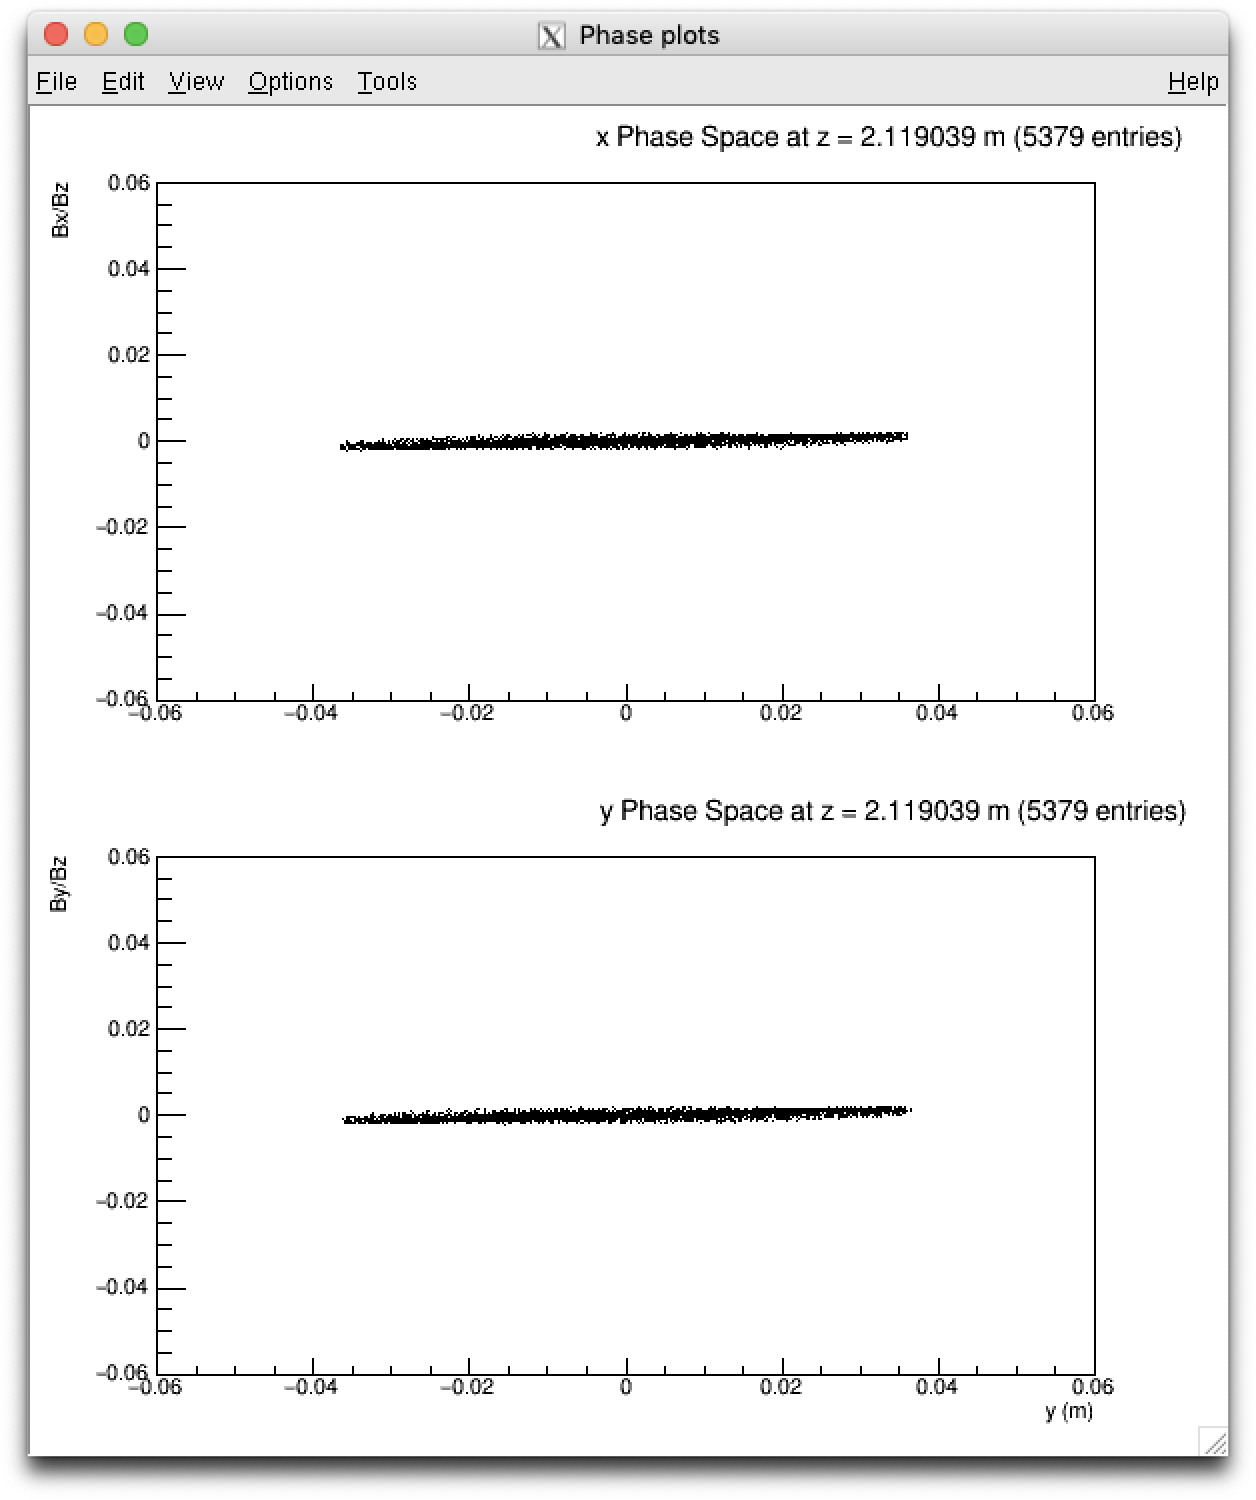 Phase plots
File Edit View Options Tools Help
x Phase Space at z = 2.119039 m (5379 entries)
Bx/Bz
0.06
0.04
0.02
0
−0.02
−0.04
−0.06
−0.06 −0.04 −0.02 0 0.02 0.04 0.06
y Phase Space at z = 2.119039 m (5379 entries)
By/Bz
0.06
0.04
0.02
0
−0.02
−0.04
−0.06
−0.06 −0.04 −0.02 0 0.02 0.04 0.06
y (m)